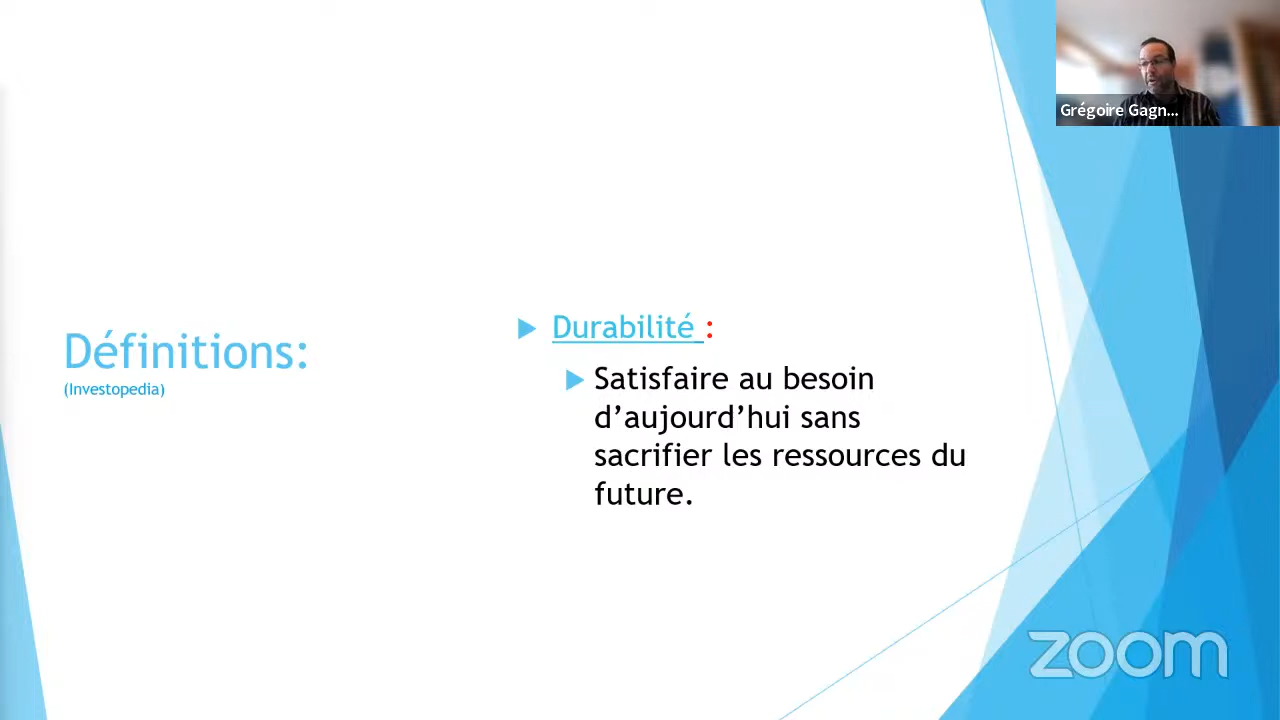 Grégoire Gagn...
Définitions:
(Investopedia)
Durabilité :
Satisfaire au besoin
d’aujourd’hui sans
sacrifier les ressources du
future.
zoom